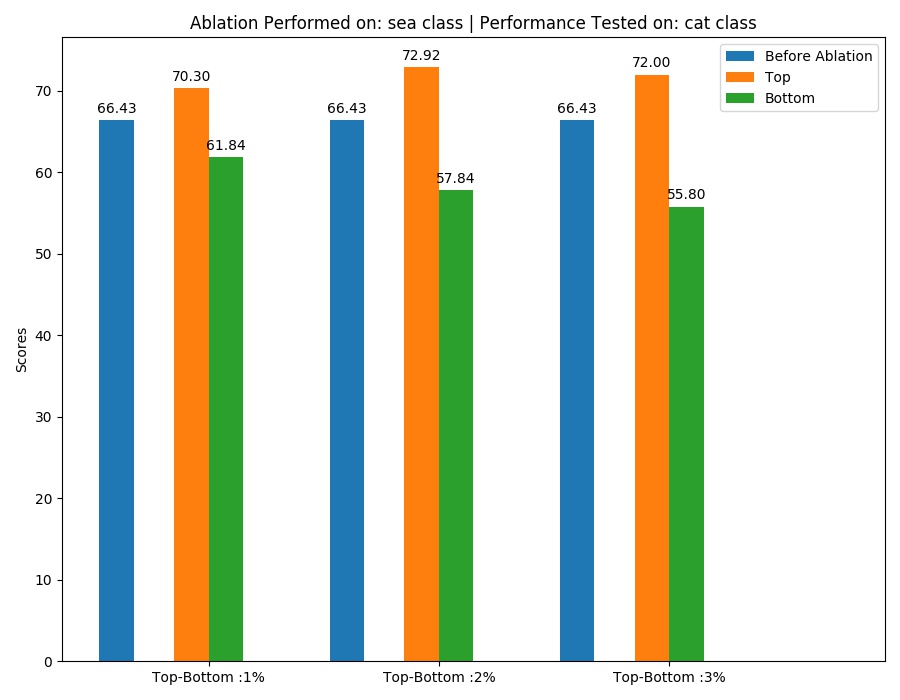 Ablation Performed on: sea class | Performance Tested on: cat class
Before Ablation
Top
Bottom
66.43
70.30
61.84
66.43
72.92
57.84
66.43
72.00
55.80
Scores
70
60
50
40
30
20
10
0
Top-Bottom :1%
Top-Bottom :2%
Top-Bottom :3%